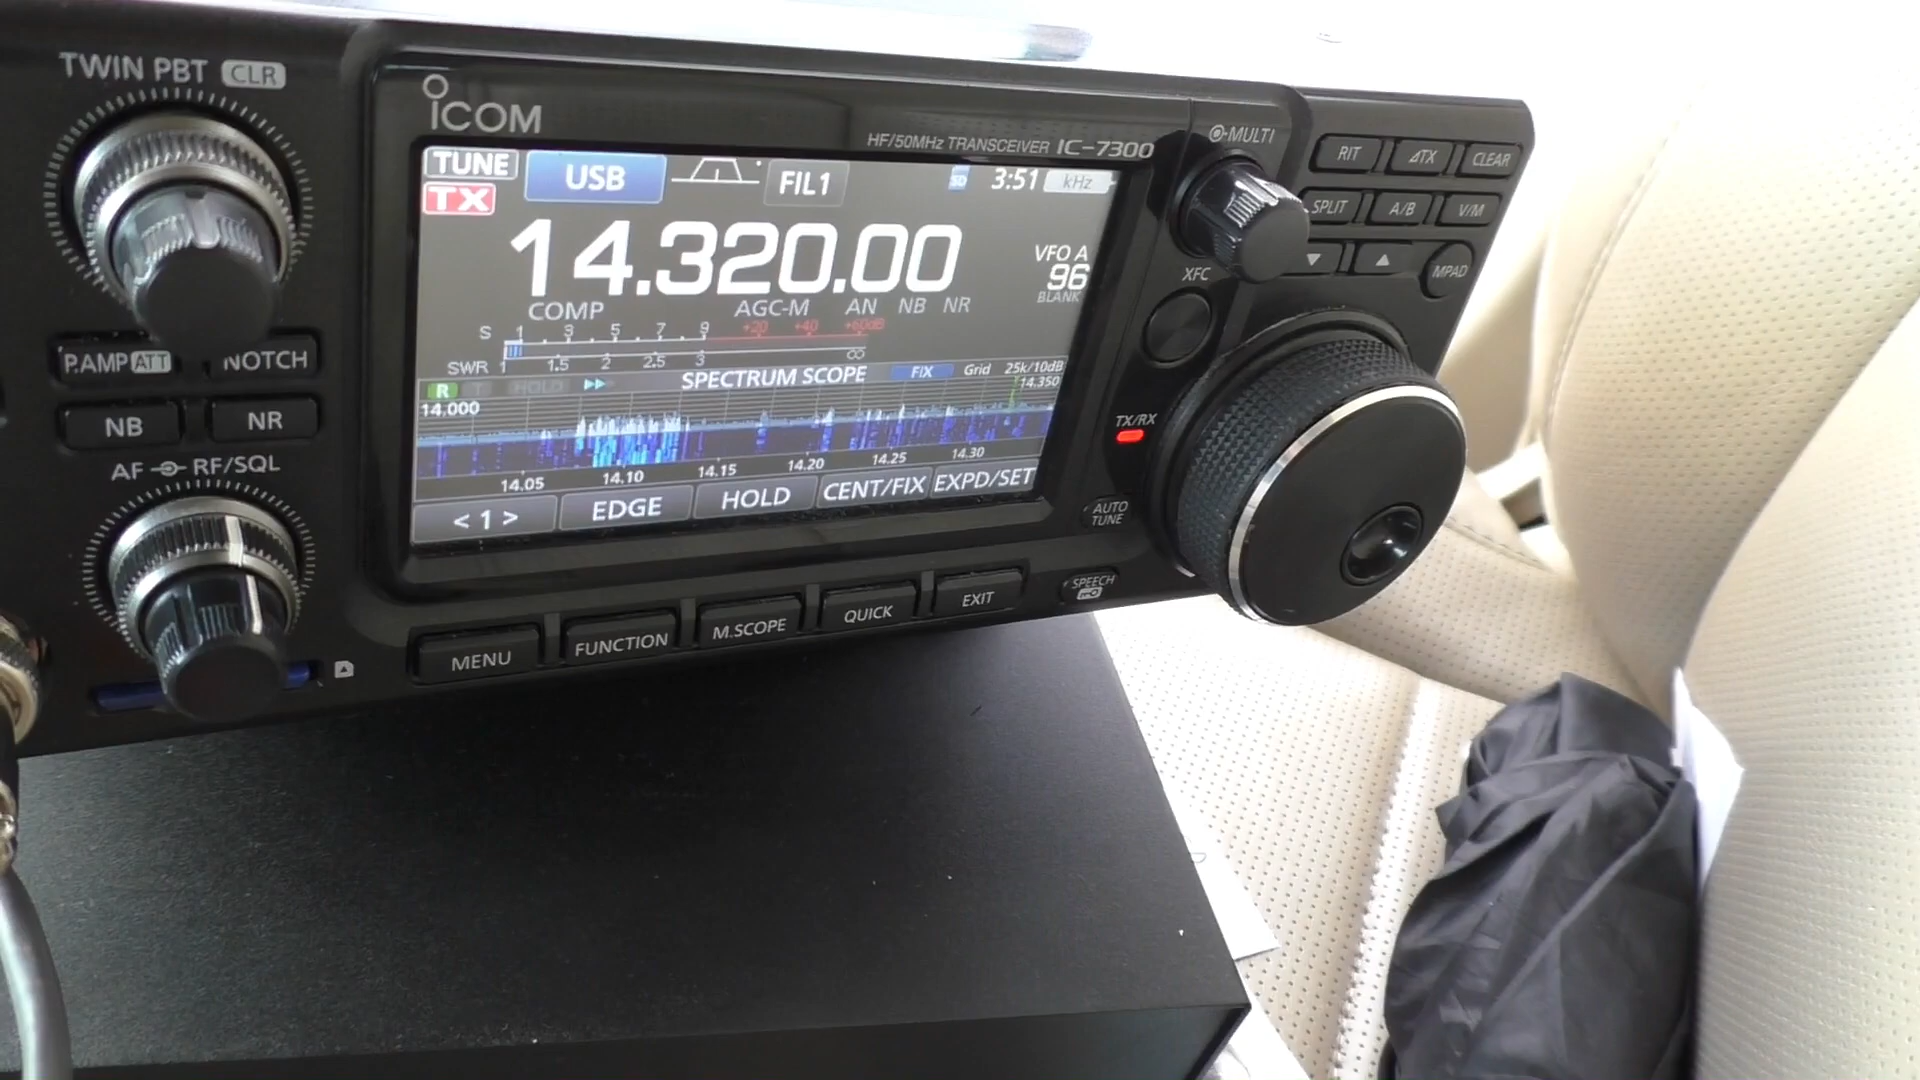 TWIN PBT CLR
ICOM
HF/50MHz TRANSCEIVER IC-7300
MULTI
RIT ⊿TX CLEAR
SPLIT A/B V/M
▼ ▲ MPAD
XFC
TUNE USB FIL1 SD 3:51 kHz
TX
14.320.00
VFO A
96
BLANK
COMP AGC-M AN NB NR
S 1 3 5 7 9 +20 +40 +60dB
SWR 1 1.5 2 2.5 3 ∞
R T HOLD SPECTRUM SCOPE FIX Grid 25k/10dB
14.000 14.350
14.05 14.10 14.15 14.20 14.25 14.30
< 1 > EDGE HOLD CENT/FIX EXPD/SET
P.AMP ATT NOTCH
NB NR
AF RF/SQL
TX/RX
AUTO
TUNE
SPEECH
MENU FUNCTION M.SCOPE QUICK EXIT